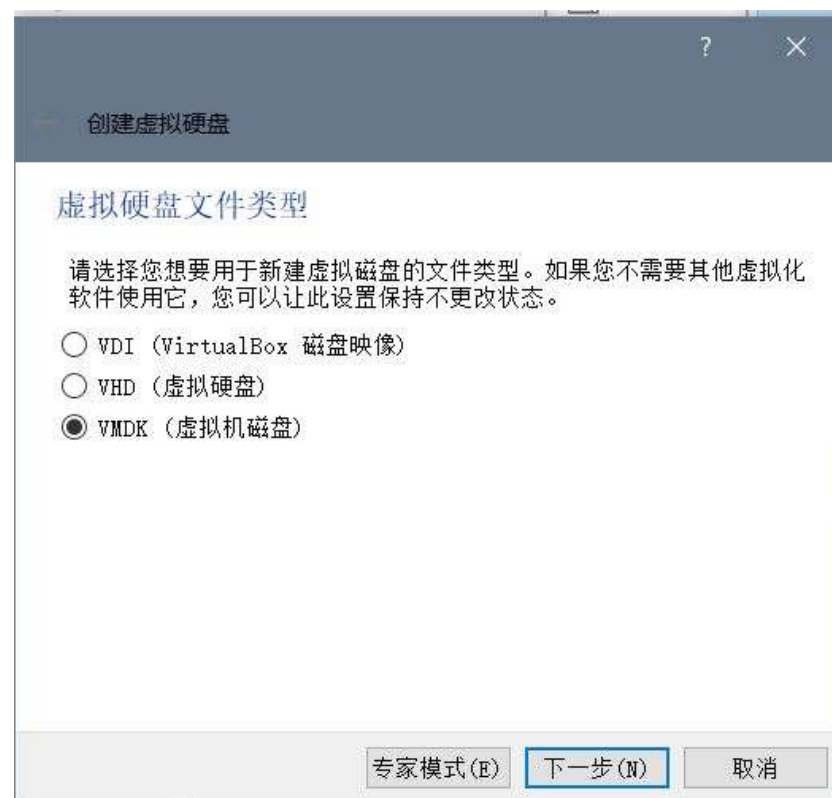 ?
创建虚拟硬盘
虚拟硬盘文件类型
请选择您想要用于新建虚拟磁盘的文件类型。如果您不需要其他虚拟化
软件使用它，您可以让此设置保持不更改状态。
VDI (VirtualBox 磁盘映像)
VHD (虚拟硬盘)
VMDK (虚拟机磁盘)
专家模式(E) 下一步(N) 取消